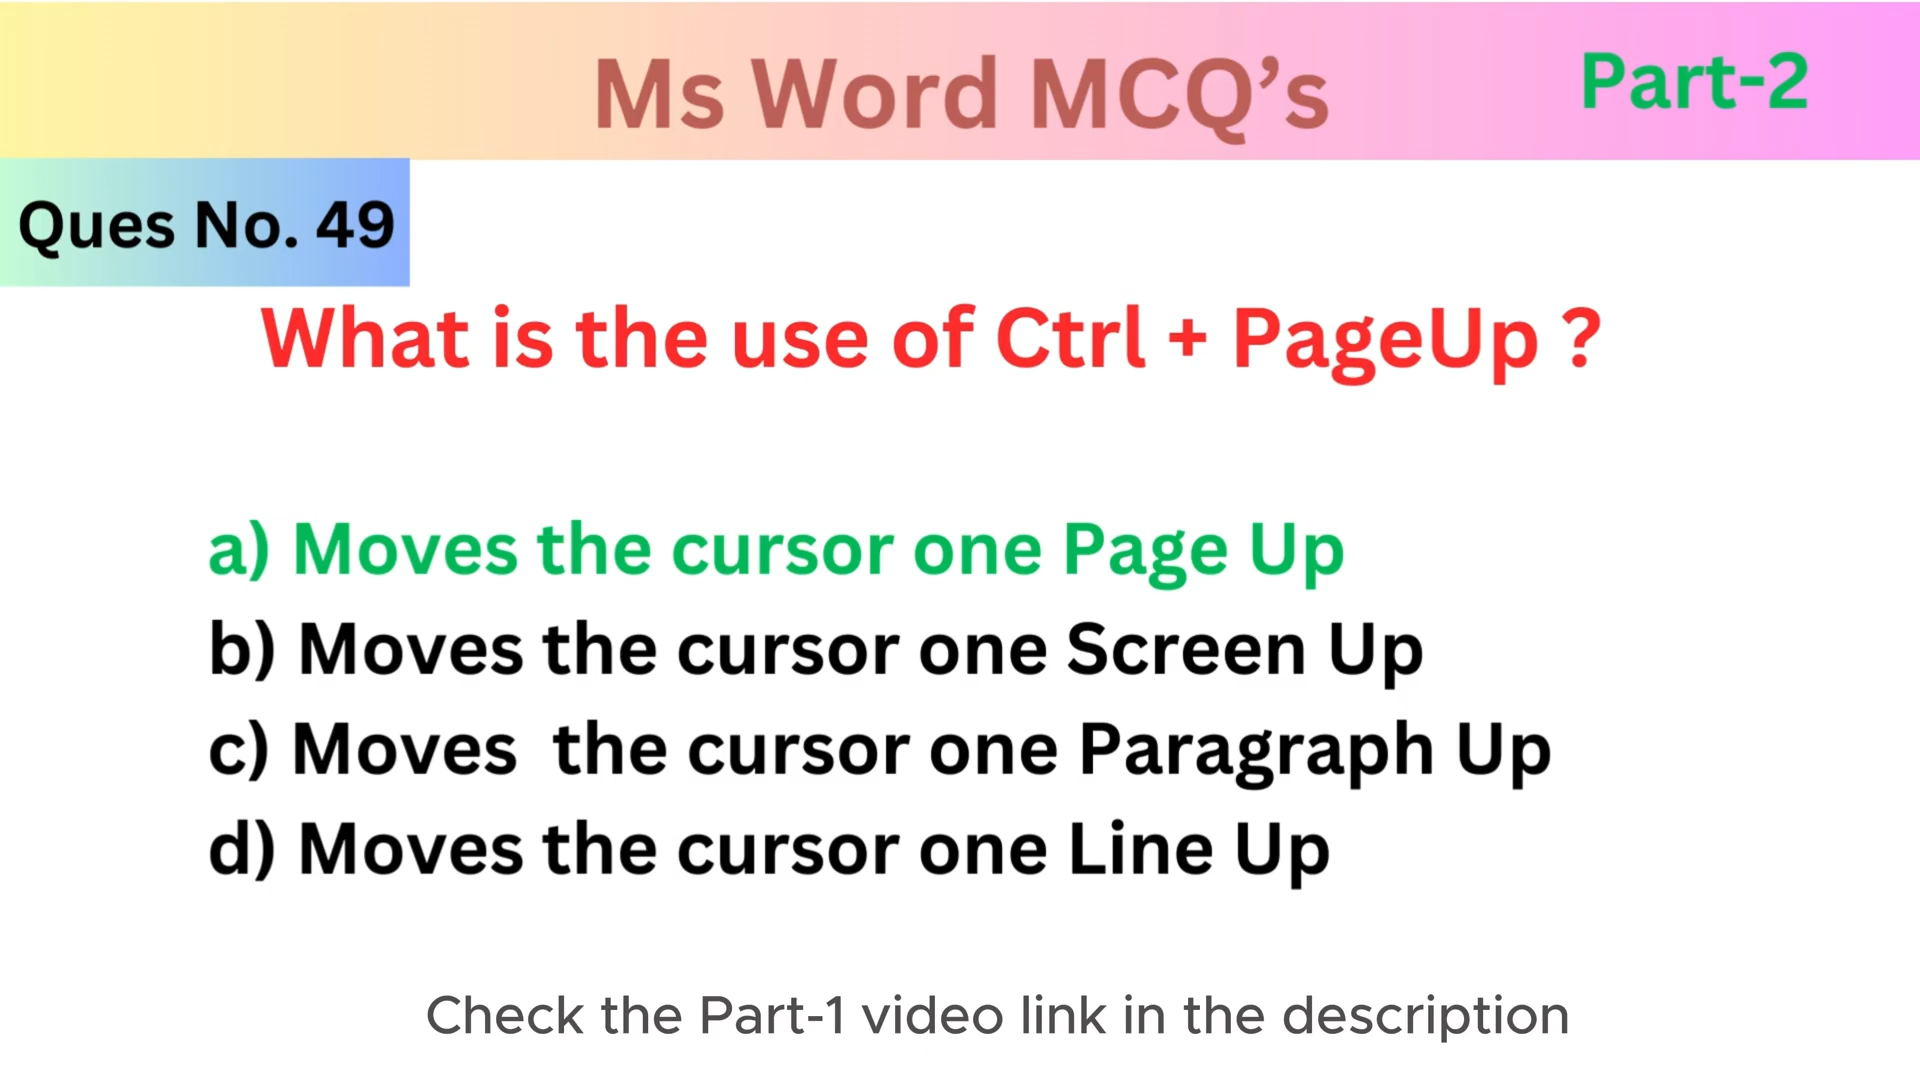 Ms Word MCQ’s
Part-2
Ques No. 49
What is the use of Ctrl + PageUp ?
a) Moves the cursor one Page Up
b) Moves the cursor one Screen Up
c) Moves  the cursor one Paragraph Up
d) Moves the cursor one Line Up
Check the Part-1 video link in the description